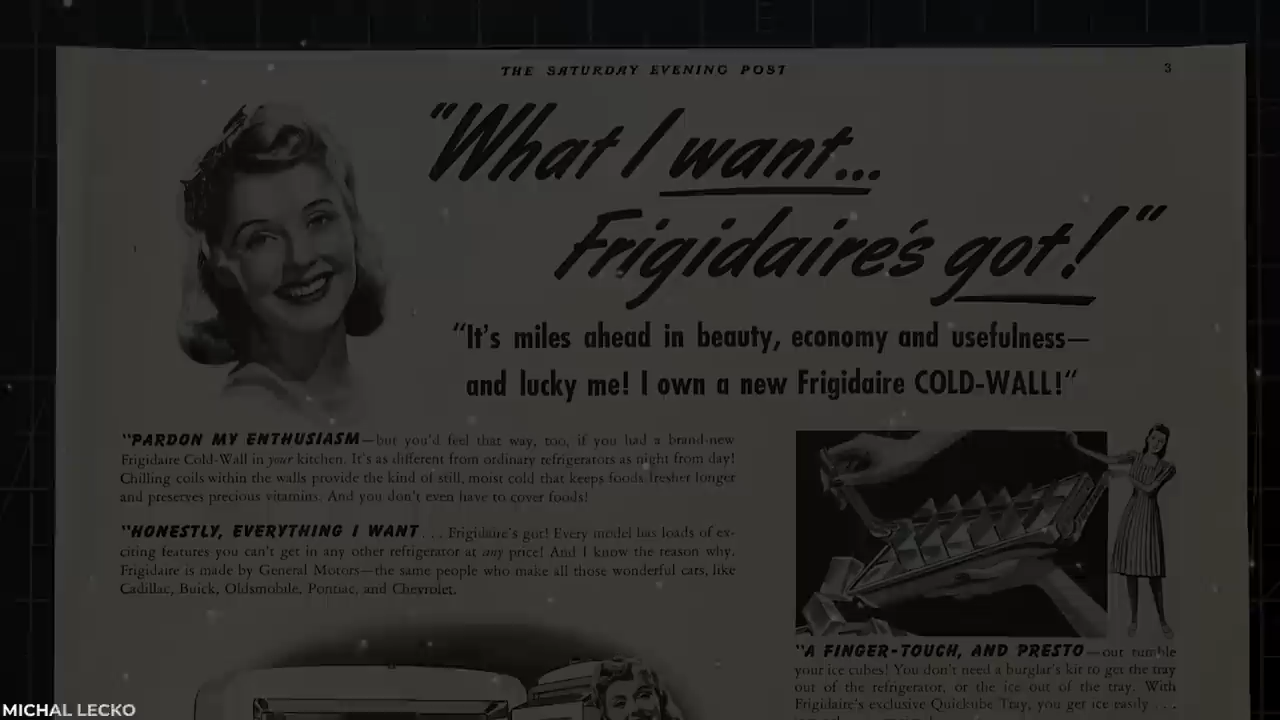 THE SATURDAY EVENING POST
3
"What I want...
Frigidaire's got!"
"It's miles ahead in beauty, economy and usefulness—
and lucky me! I own a new Frigidaire COLD-WALL!"
"PARDON MY ENTHUSIASM—but you'd feel that way, too, if you had a brand-new
Frigidaire Cold-Wall in your kitchen. It's as different from ordinary refrigerators as night from day!
Chilling coils within the walls provide the kind of still, moist cold that keeps foods fresher longer
and preserves precious vitamins. And you don't even have to cover foods!
"HONESTLY, EVERYTHING I WANT . . . Frigidaire's got! Every model has loads of ex-
citing features you can't get in any other refrigerator at any price! And I know the reason why.
Frigidaire is made by General Motors—the same people who make all those wonderful cars, like
Cadillac, Buick, Oldsmobile, Pontiac, and Chevrolet.
"A FINGER-TOUCH, AND PRESTO—out tumble
your ice cubes! You don't need a burglar's kit to get the tray
out of the refrigerator, or the ice out of the tray. With
Frigidaire's exclusive Quickube Tray, you get ice easily . . .
MICHAL LECKO